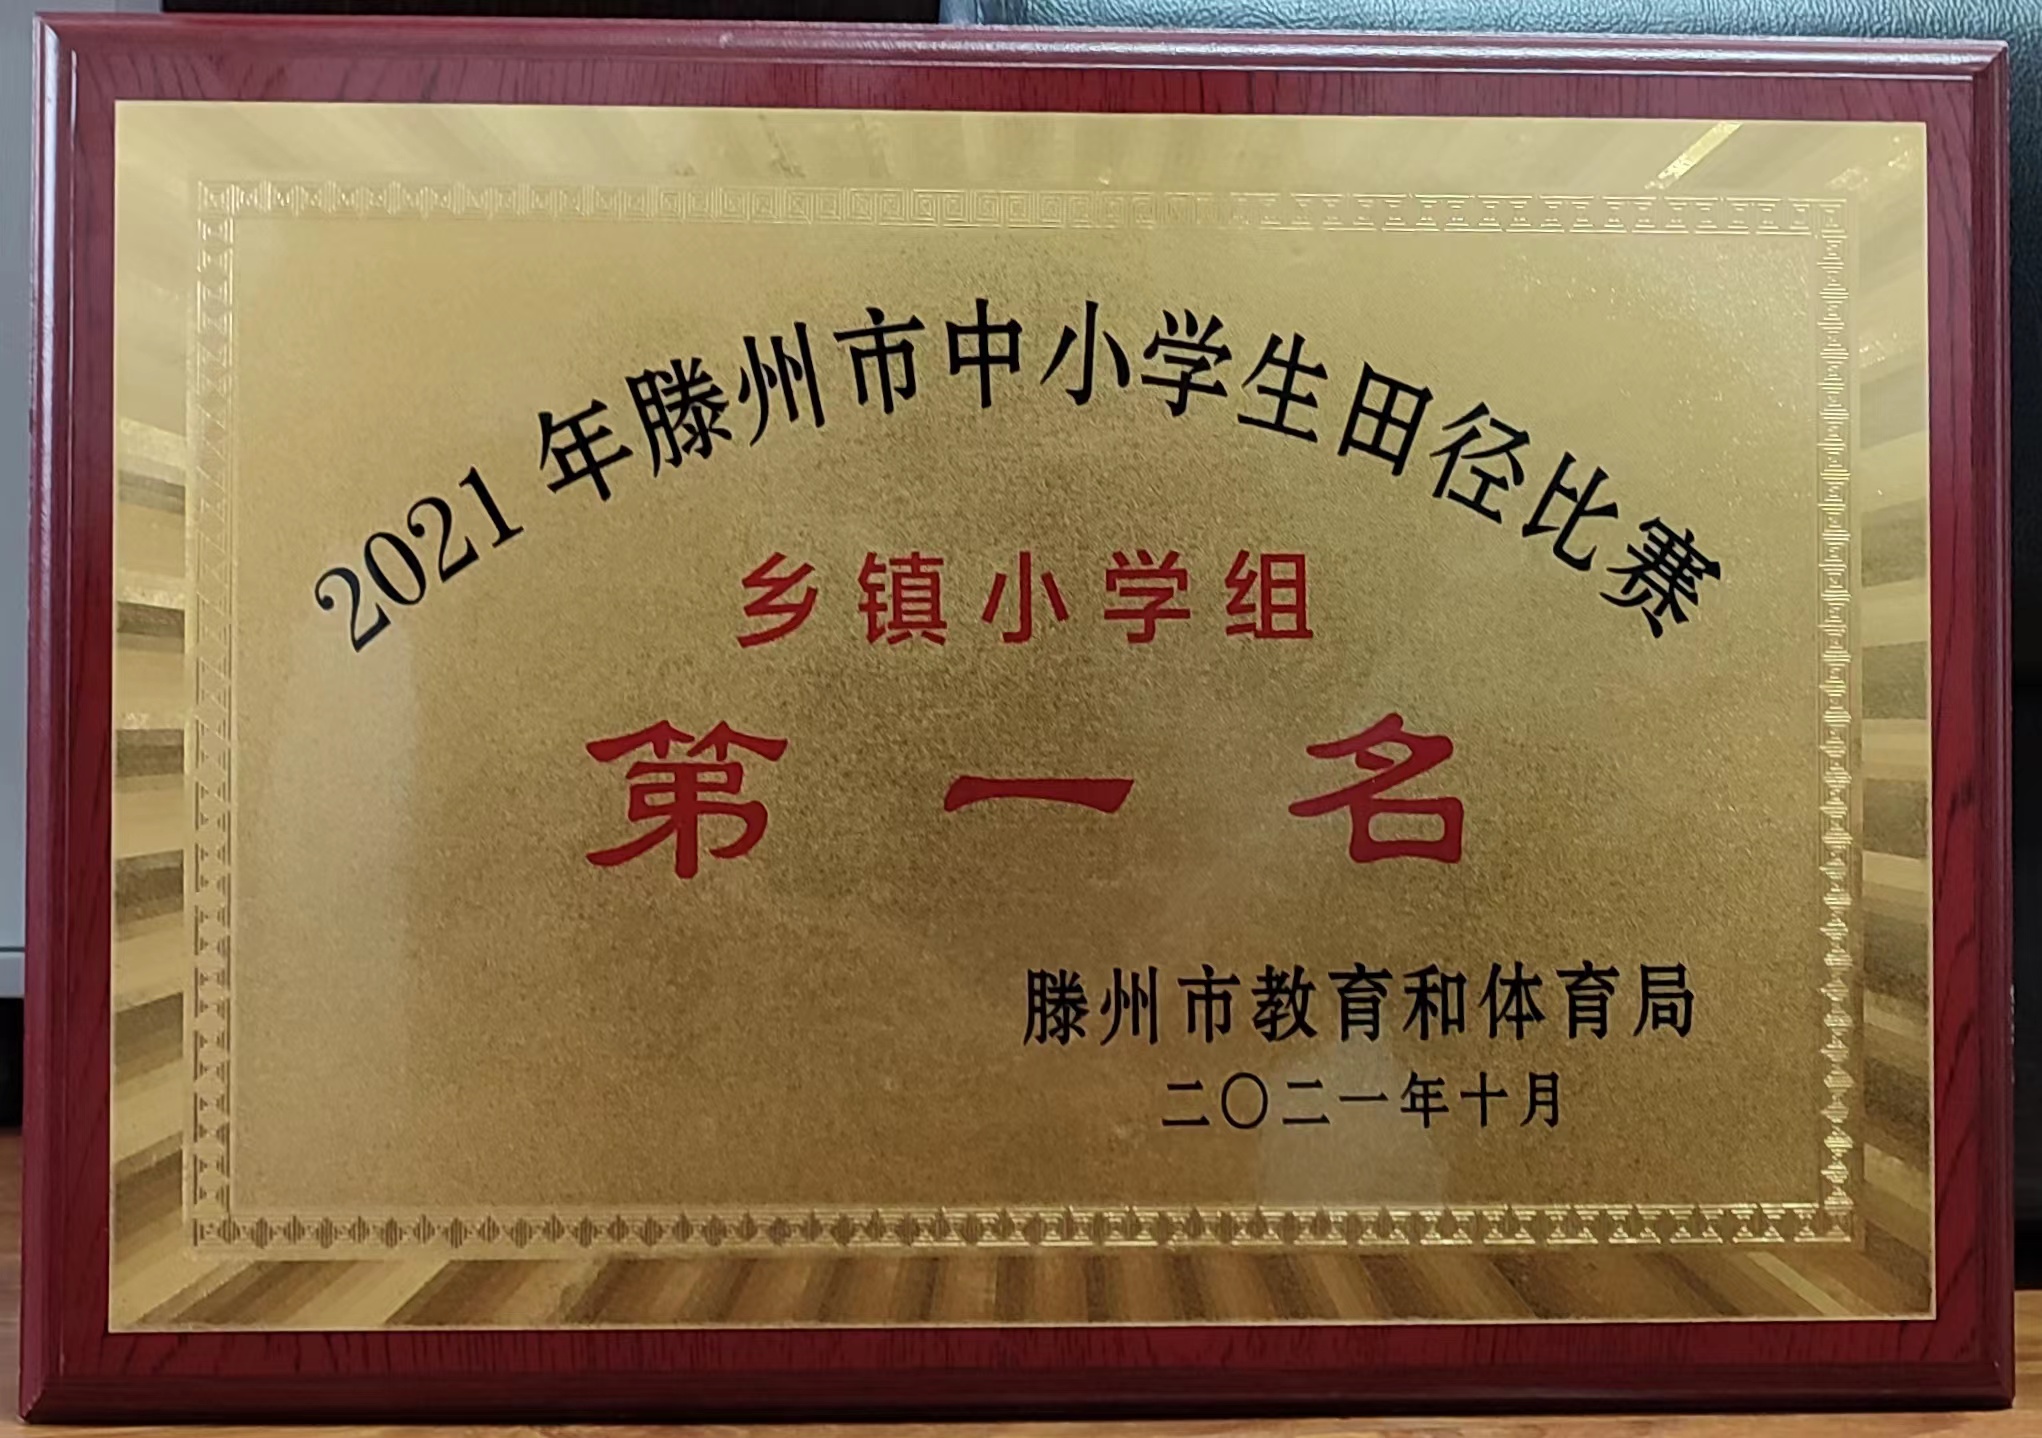 2021年滕州市中小学生田径比赛
乡镇小学组
第一名
滕州市教育和体育局
二〇二一年十月